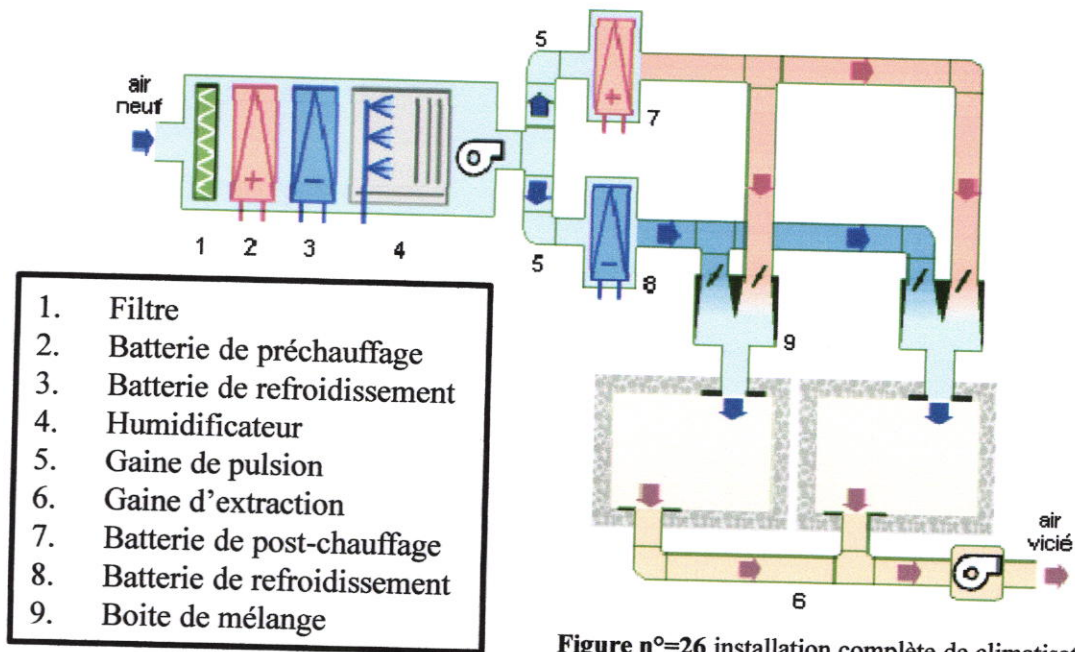 air
neuf
1
2
3
4
5
5
7
8
9
air
vicié
6
1. Filtre
2. Batterie de préchauffage
3. Batterie de refroidissement
4. Humidificateur
5. Gaine de pulsion
6. Gaine d'extraction
7. Batterie de post-chauffage
8. Batterie de refroidissement
9. Boite de mélange
Figure n°=26 installation complète de climatisat